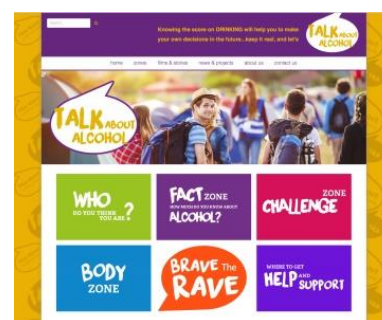 Knowing the score on DRINKING will help you to make
your own decisions in the future...keep it real, and let's
TALK ABOUT
ALCOHOL
home zones films & stories news & projects about us contact us
TALK ABOUT
ALCOHOL
WHO
DO YOU THINK
YOU ARE ?
FACT ZONE
HOW MUCH DO YOU KNOW ABOUT
ALCOHOL?
ZONE
CHALLENGE
BODY
ZONE
BRAVE The
RAVE
WHERE TO GET
HELP AND
SUPPORT